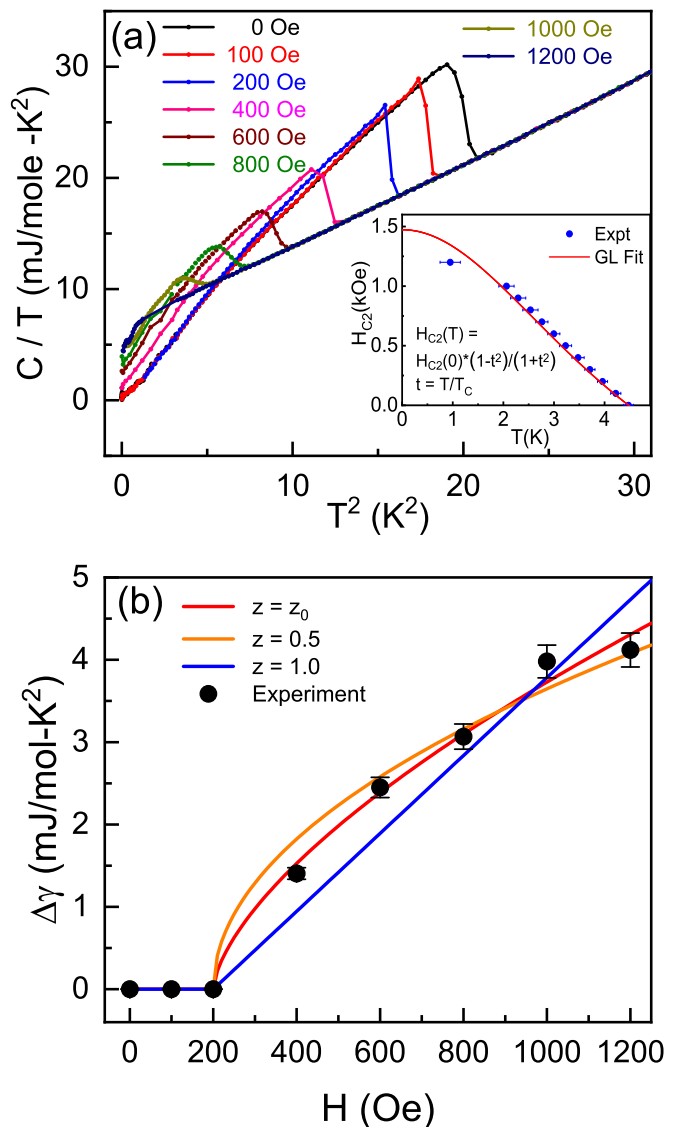 (a)
0 Oe
100 Oe
200 Oe
400 Oe
600 Oe
800 Oe
1000 Oe
1200 Oe
C / T (mJ/mole -K²)
30
20
10
0
0 10 20 30
T² (K²)
Expt
GL Fit
H_C2(kOe)
1.5
1.0
0.5
0.0
H_C2(T) =
H_C2(0)*(1-t²)/(1+t²)
t = T/T_C
0 1 2 3 4
T(K)
(b)
z = z₀
z = 0.5
z = 1.0
Experiment
Δγ (mJ/mol-K²)
5
4
3
2
1
0
0 200 400 600 800 1000 1200
H (Oe)